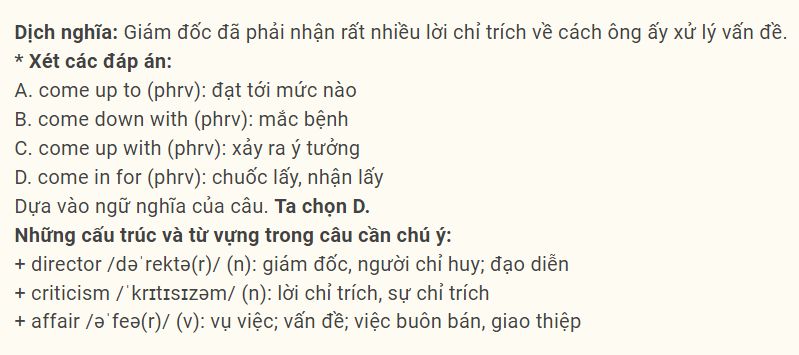 Dịch nghĩa: Giám đốc đã phải nhận rất nhiều lời chỉ trích về cách ông ấy xử lý vấn đề.
* Xét các đáp án:
A. come up to (phrv): đạt tới mức nào
B. come down with (phrv): mắc bệnh
C. come up with (phrv): xảy ra ý tưởng
D. come in for (phrv): chuốc lấy, nhận lấy
Dựa vào ngữ nghĩa của câu. Ta chọn D.
Những cấu trúc và từ vựng trong câu cần chú ý:
+ director /dəˈrektə(r)/ (n): giám đốc, người chỉ huy; đạo diễn
+ criticism /ˈkrɪtɪsɪzəm/ (n): lời chỉ trích, sự chỉ trích
+ affair /əˈfeə(r)/ (v): vụ việc; vấn đề; việc buôn bán, giao thiệp